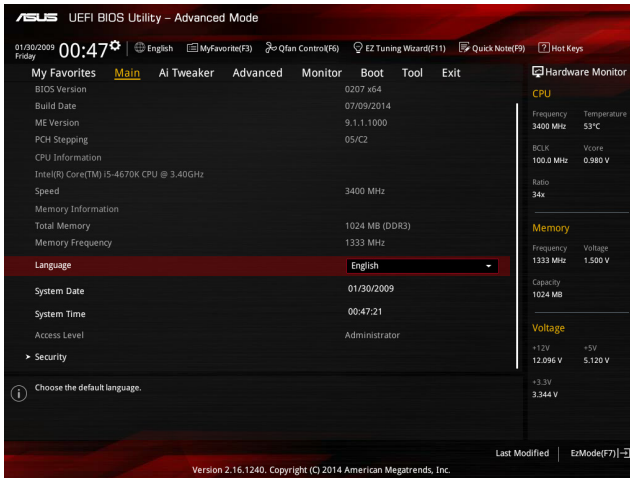 ASUS UEFI BIOS Utility – Advanced Mode
01/30/2009 Friday 00:47 English MyFavorite(F3) Qfan Control(F6) EZ Tuning Wizard(F11) Quick Note(F9) ? Hot Keys
My Favorites Main Ai Tweaker Advanced Monitor Boot Tool Exit
BIOS Version 0207 x64
Build Date 07/09/2014
ME Version 9.1.1.1000
PCH Stepping 05/C2
CPU Information
Intel(R) Core(TM) i5-4670K CPU @ 3.40GHz
Speed 3400 MHz
Memory Information
Total Memory 1024 MB (DDR3)
Memory Frequency 1333 MHz
Language English
System Date 01/30/2009
System Time 00:47:21
Access Level Administrator
> Security
i Choose the default language.
Hardware Monitor
CPU
Frequency Temperature
3400 MHz 53°C
BCLK Vcore
100.0 MHz 0.980 V
Ratio
34x
Memory
Frequency Voltage
1333 MHz 1.500 V
Capacity
1024 MB
Voltage
+12V +5V
12.096 V 5.120 V
+3.3V
3.344 V
Last Modified EzMode(F7)
Version 2.16.1240. Copyright (C) 2014 American Megatrends, Inc.